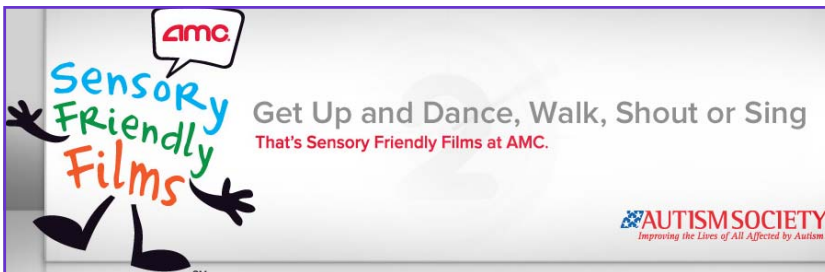 amc
Sensory
Friendly
Films
Get Up and Dance, Walk, Shout or Sing
That's Sensory Friendly Films at AMC.
AUTISM SOCIETY
Improving the Lives of All Affected by Autism